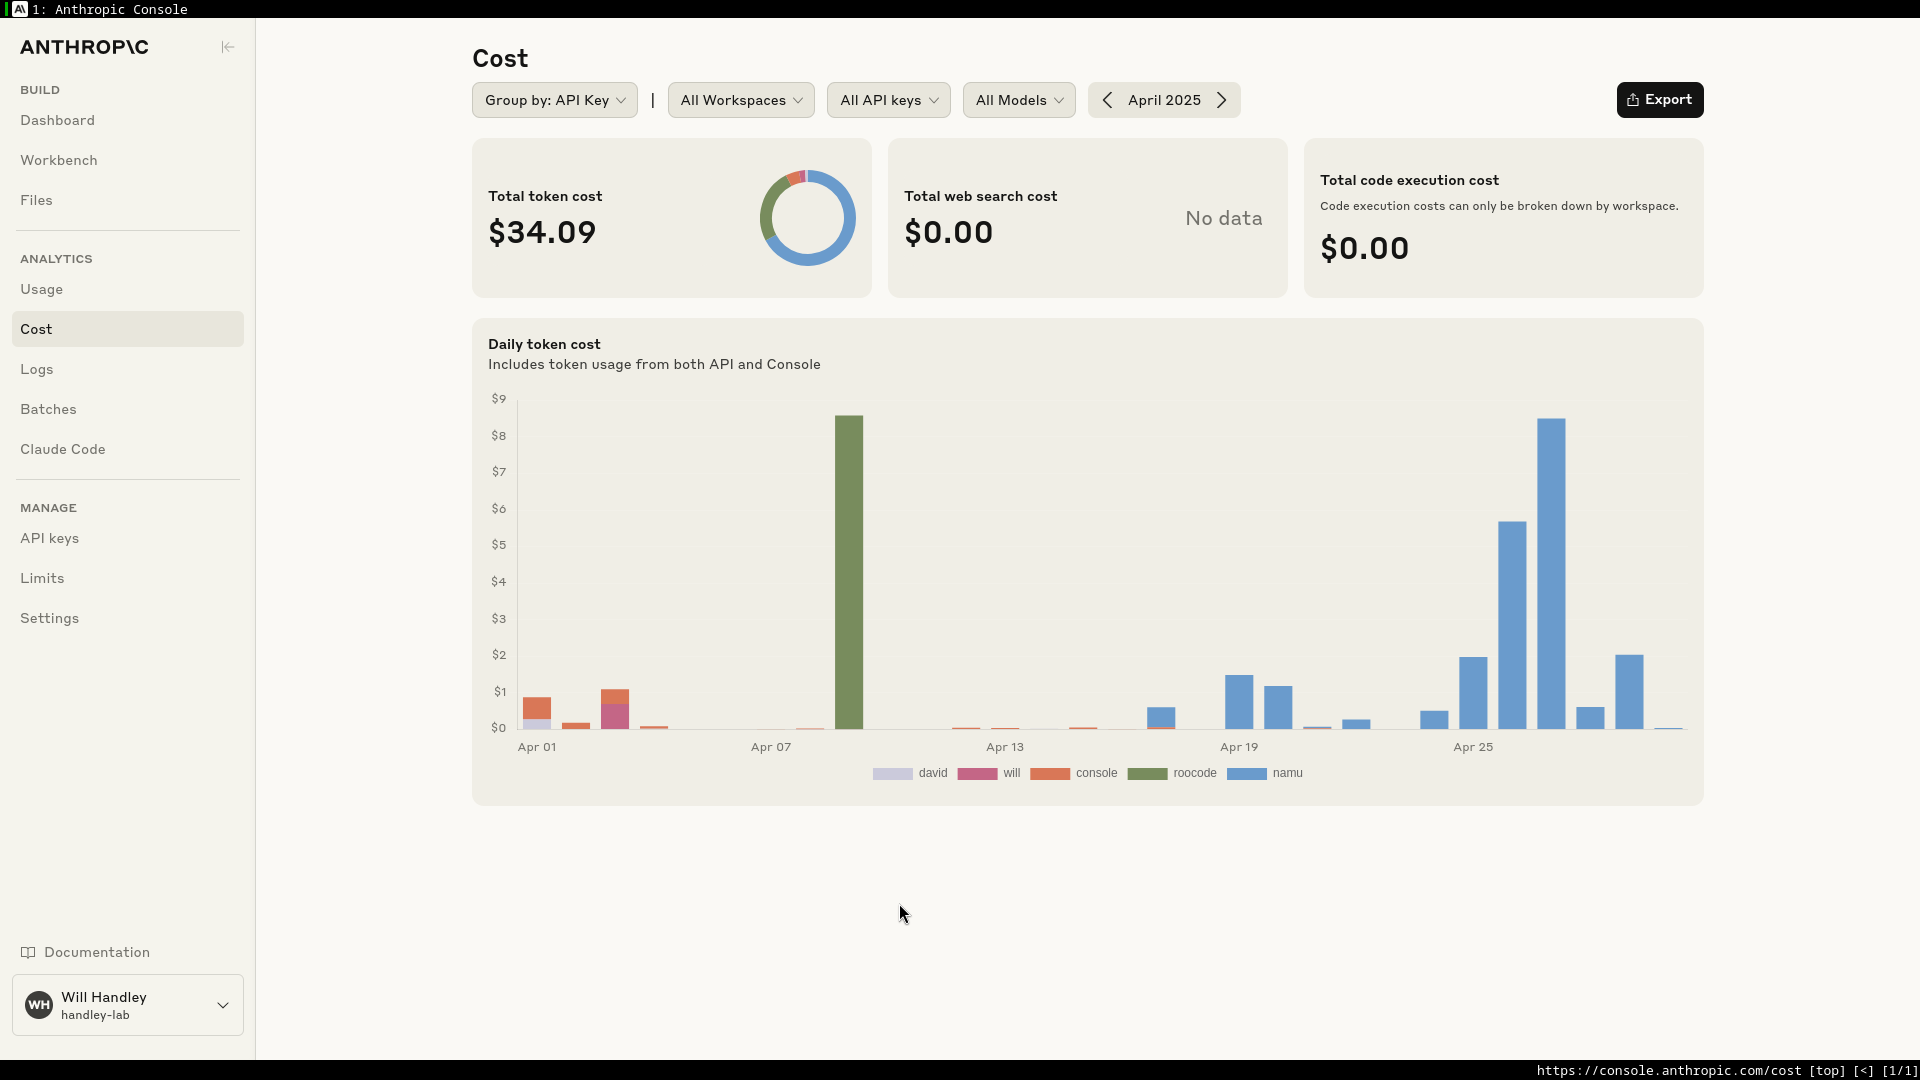 1: Anthropic Console
ANTHROP\C
BUILD
Dashboard
Workbench
Files
ANALYTICS
Usage
Cost
Logs
Batches
Claude Code
MANAGE
API keys
Limits
Settings
Documentation
WH
Will Handley
handley-lab
Cost
Group by: API Key | All Workspaces All API keys All Models April 2025
Export
Total token cost
$34.09
Total web search cost
$0.00
No data
Total code execution cost
Code execution costs can only be broken down by workspace.
$0.00
Daily token cost
Includes token usage from both API and Console
$9
$8
$7
$6
$5
$4
$3
$2
$1
$0
Apr 01 Apr 07 Apr 13 Apr 19 Apr 25
david will console roocode namu
https://console.anthropic.com/cost [top] [<] [1/1]